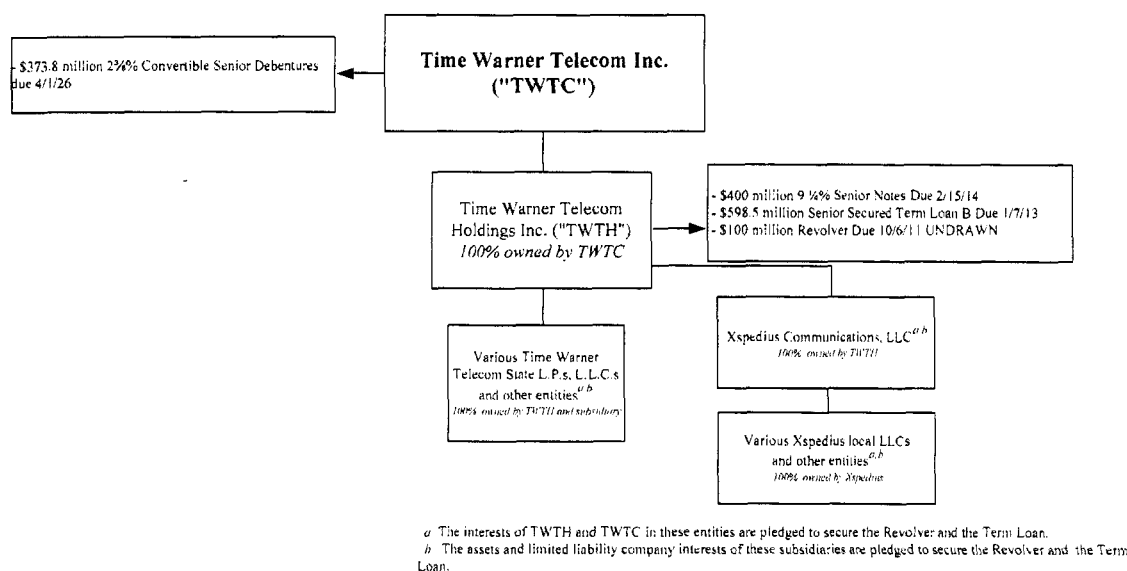 - $373.8 million 2⅜% Convertible Senior Debentures
due 4/1/26
Time Warner Telecom Inc.
("TWTC")
Time Warner Telecom
Holdings Inc. ("TWTH")
100% owned by TWTC
- $400 million 9 ¼% Senior Notes Due 2/15/14
- $598.5 million Senior Secured Term Loan B Due 1/7/13
- $100 million Revolver Due 10/6/11 UNDRAWN
Various Time Warner
Telecom State L.P.s, L.L.C.s
and other entities a,b
100% owned by TWTH and subsidiary
Xspedius Communications, LLC a,b
100% owned by TWTH
Various Xspedius local LLCs
and other entities a,b
100% owned by Xspedius
a The interests of TWTH and TWTC in these entities are pledged to secure the Revolver and the Term Loan.
b The assets and limited liability company interests of these subsidiaries are pledged to secure the Revolver and the Term
Loan.